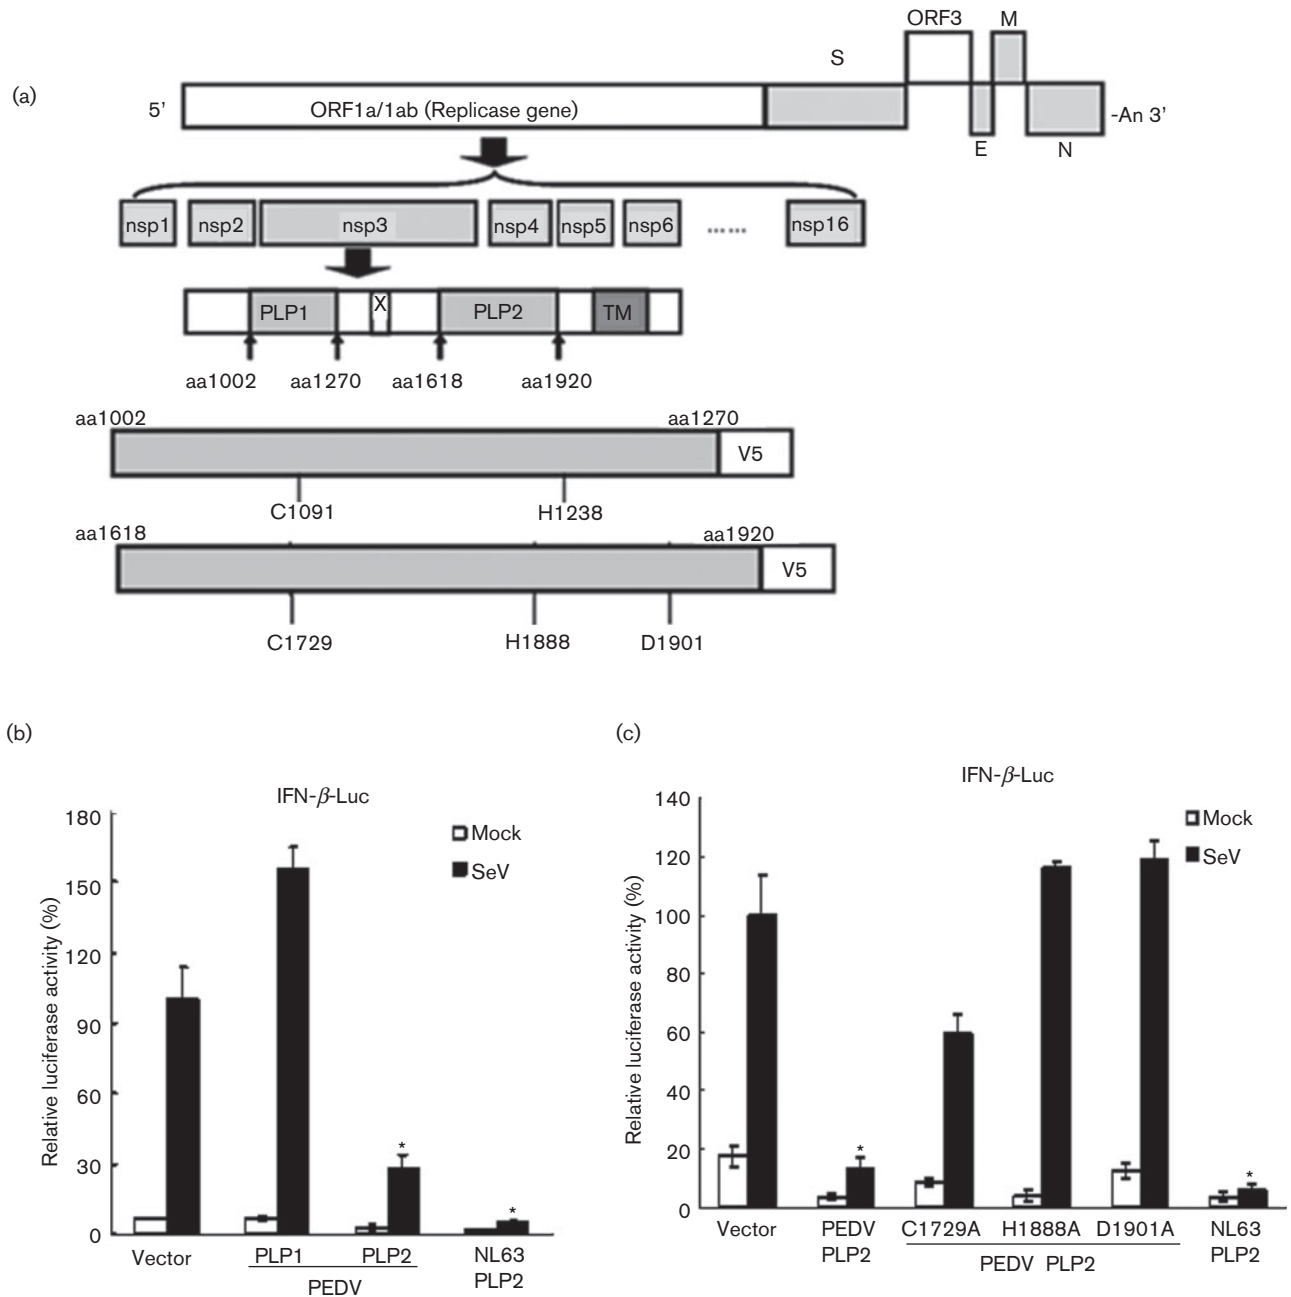 (a)
5’
ORF1a/1ab (Replicase gene)
S
ORF3
M
E
N
-An 3’
nsp1
nsp2
nsp3
nsp4
nsp5
nsp6
......
nsp16
PLP1
X
PLP2
TM
aa1002
aa1270
aa1618
aa1920
aa1002
aa1270
V5
C1091
H1238
aa1618
aa1920
V5
C1729
H1888
D1901
(b)
IFN-β-Luc
Mock
SeV
Relative luciferase activity (%)
180
150
120
90
60
30
0
*
*
Vector
PLP1
PLP2
NL63
PLP2
PEDV
(c)
IFN-β-Luc
Mock
SeV
Relative luciferase activity (%)
140
120
100
80
60
40
20
0
*
*
Vector
PEDV
PLP2
C1729A
H1888A
D1901A
NL63
PLP2
PEDV PLP2